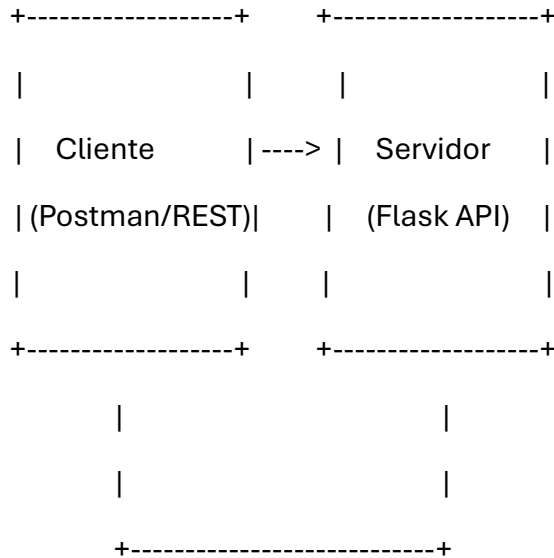 +-------------------+ +-------------------+
| | | |
| Cliente |----> | Servidor |
| (Postman/REST)| | (Flask API) |
| | | |
+-------------------+ +-------------------+
| |
| |
+----------------------------+